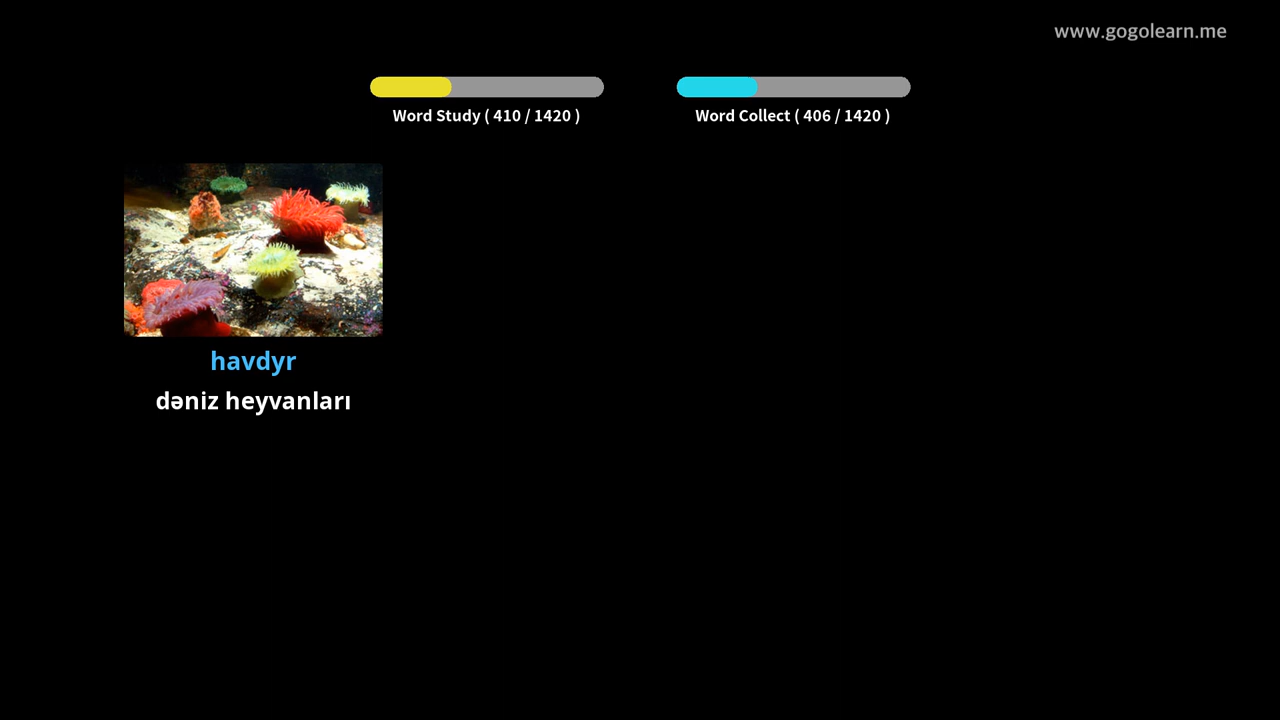 www.gogolearn.me
Word Study ( 410 / 1420 )
Word Collect ( 406 / 1420 )
havdyr
dəniz heyvanları